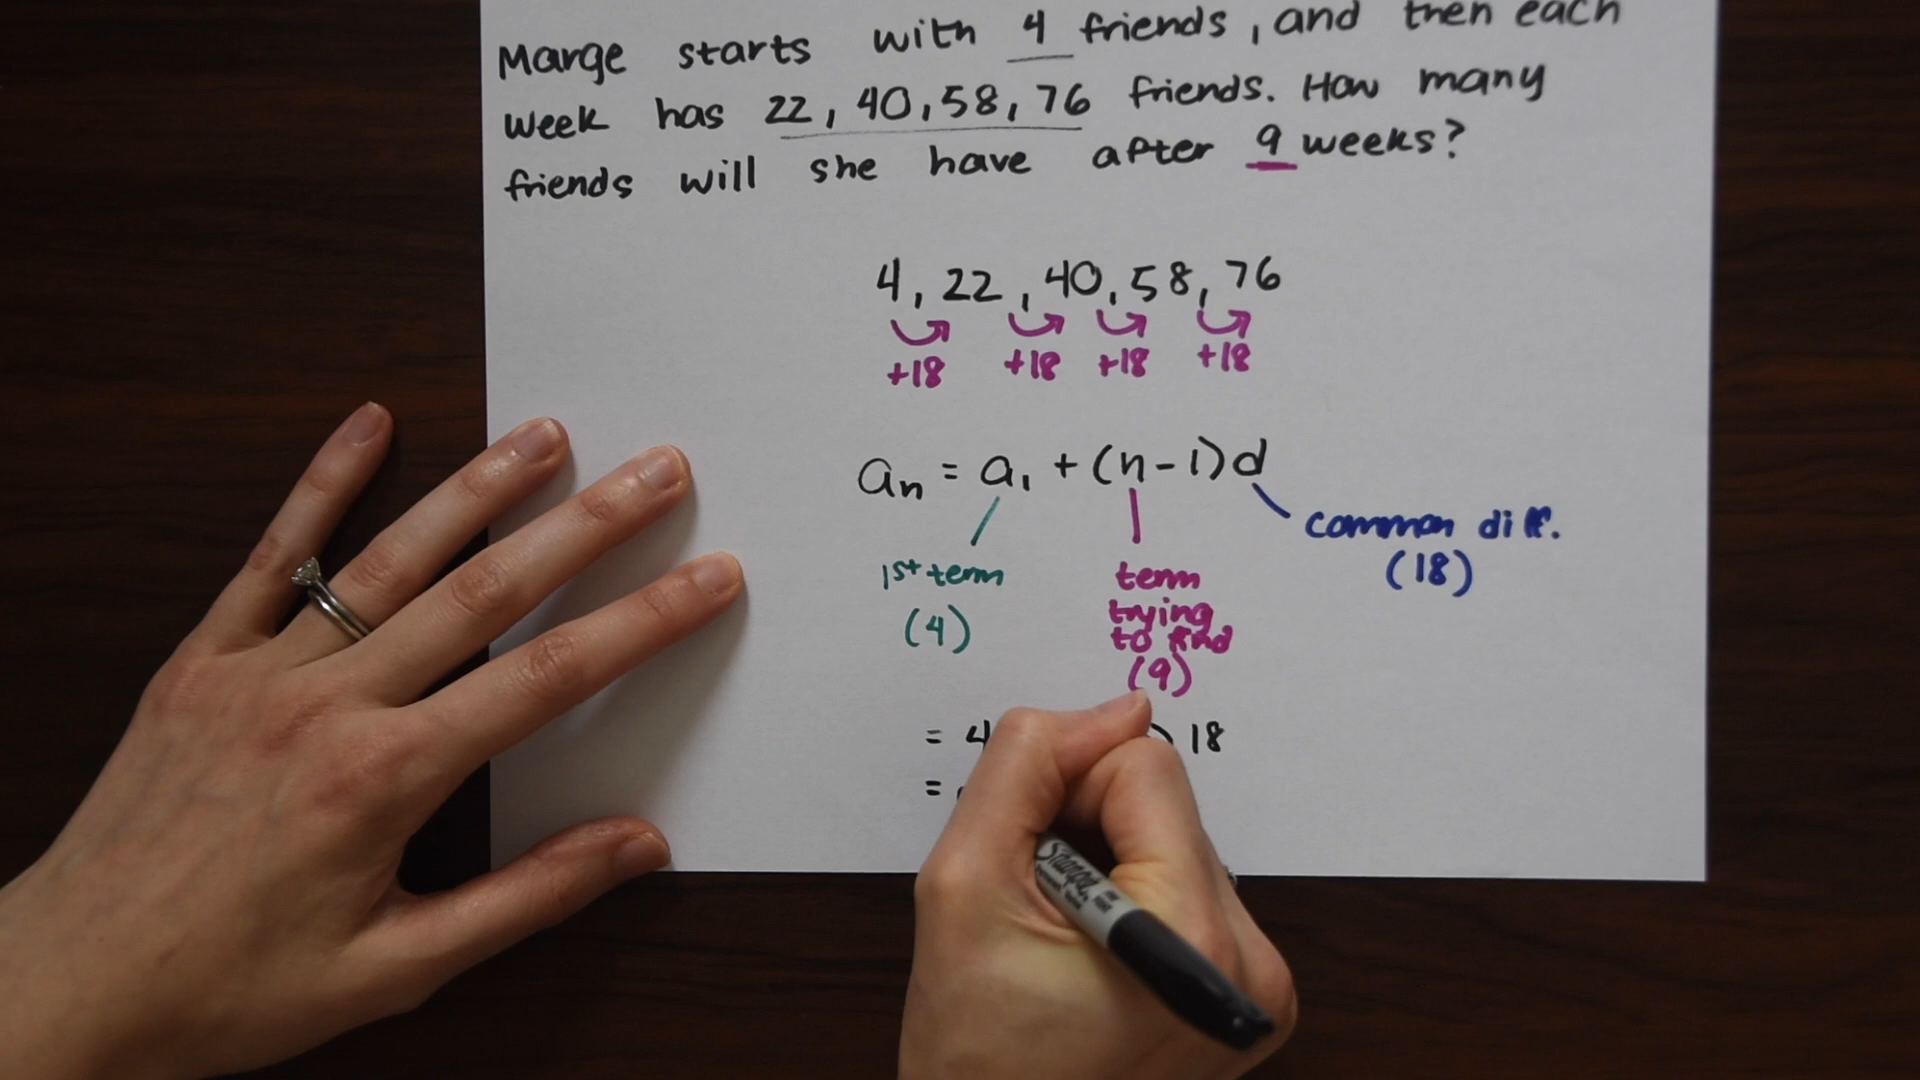 Marge starts with 4 friends, and then each
week has 22, 40, 58, 76 friends. How many
friends will she have after 9 weeks?
4, 22, 40, 58, 76
+18 +18 +18 +18
an = a1 + (n-1)d
common diff.
(18)
1st term
(4)
term
trying
to find
(9)
= 4 ) 18
=
Sharpie